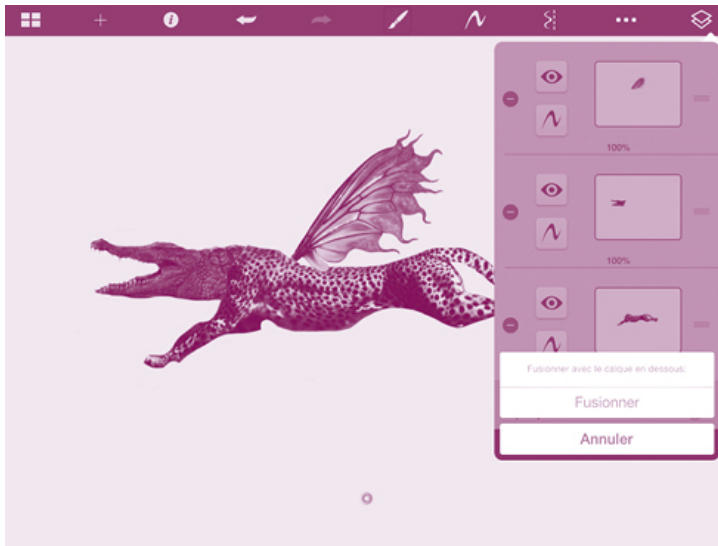 100%
100%
Fusionner avec le calque en dessous:
Fusionner
Annuler